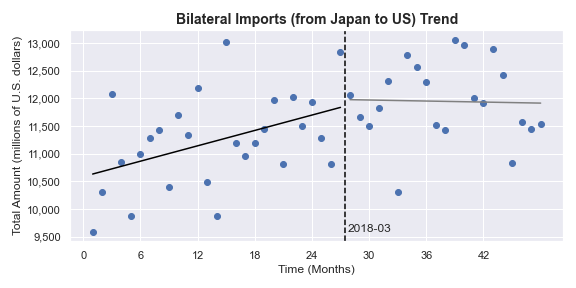 Bilateral Imports (from Japan to US) Trend
Total Amount (millions of U.S. dollars)
13,000
12,500
12,000
11,500
11,000
10,500
10,000
9,500
2018-03
0 6 12 18 24 30 36 42
Time (Months)